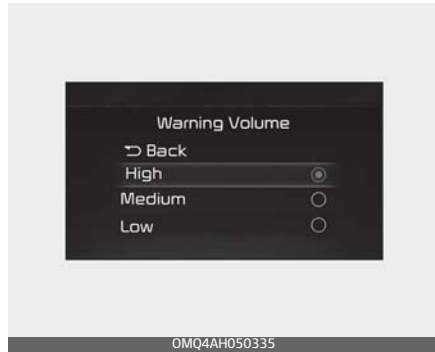 Warning Volume
Back
High
Medium
Low
OMQ4AH050335